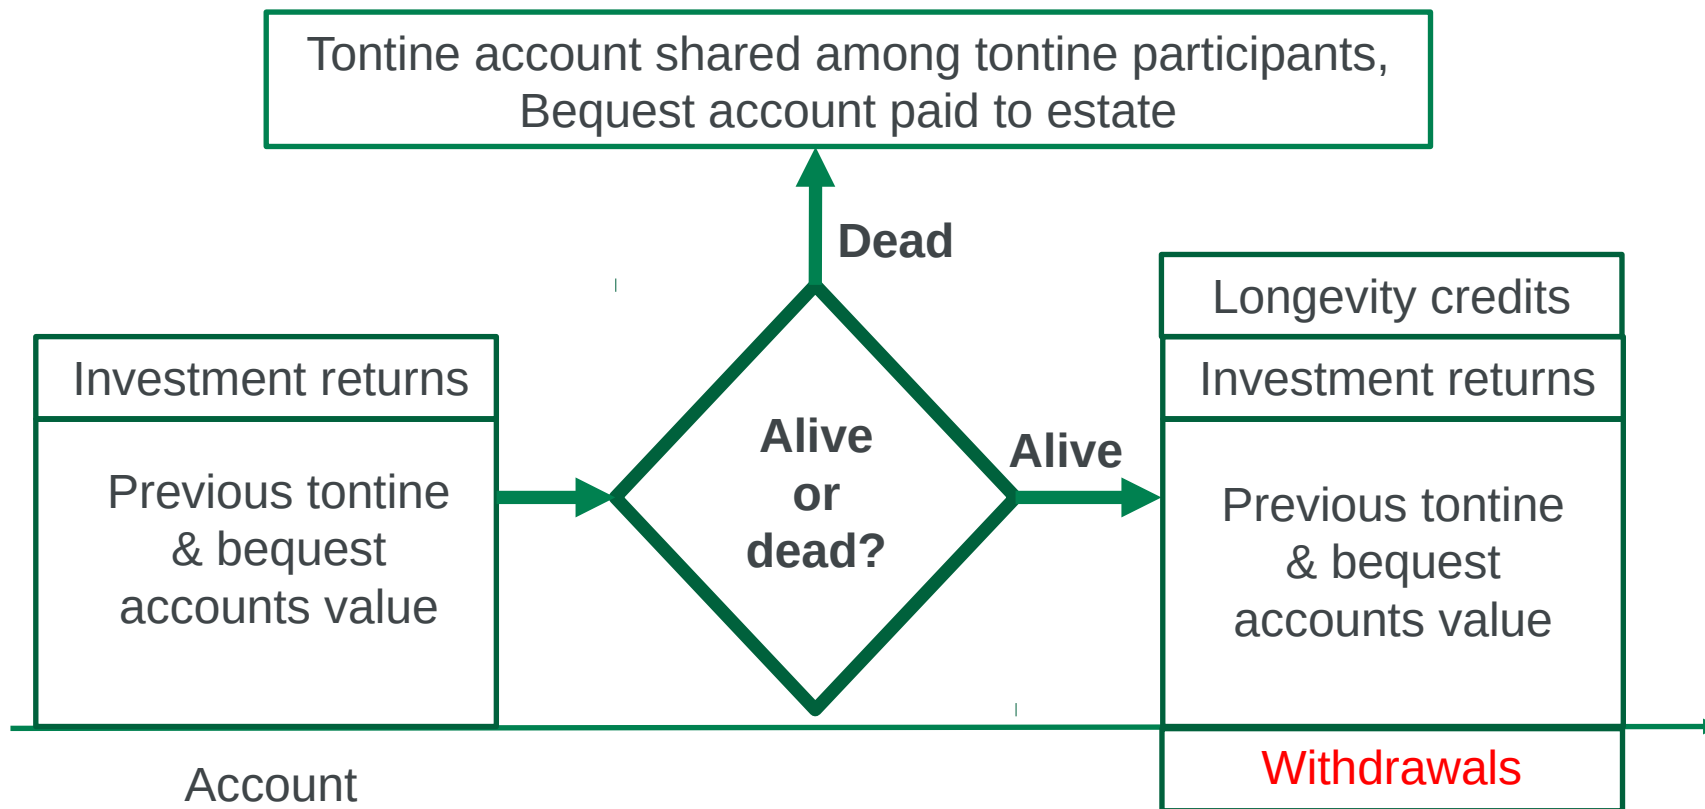 Tontine account shared among tontine participants,
Bequest account paid to estate
Dead
Longevity credits
Investment returns
Investment returns
Alive
or
dead?
Alive
Previous tontine
& bequest
accounts value
Previous tontine
& bequest
accounts value
Withdrawals
Account